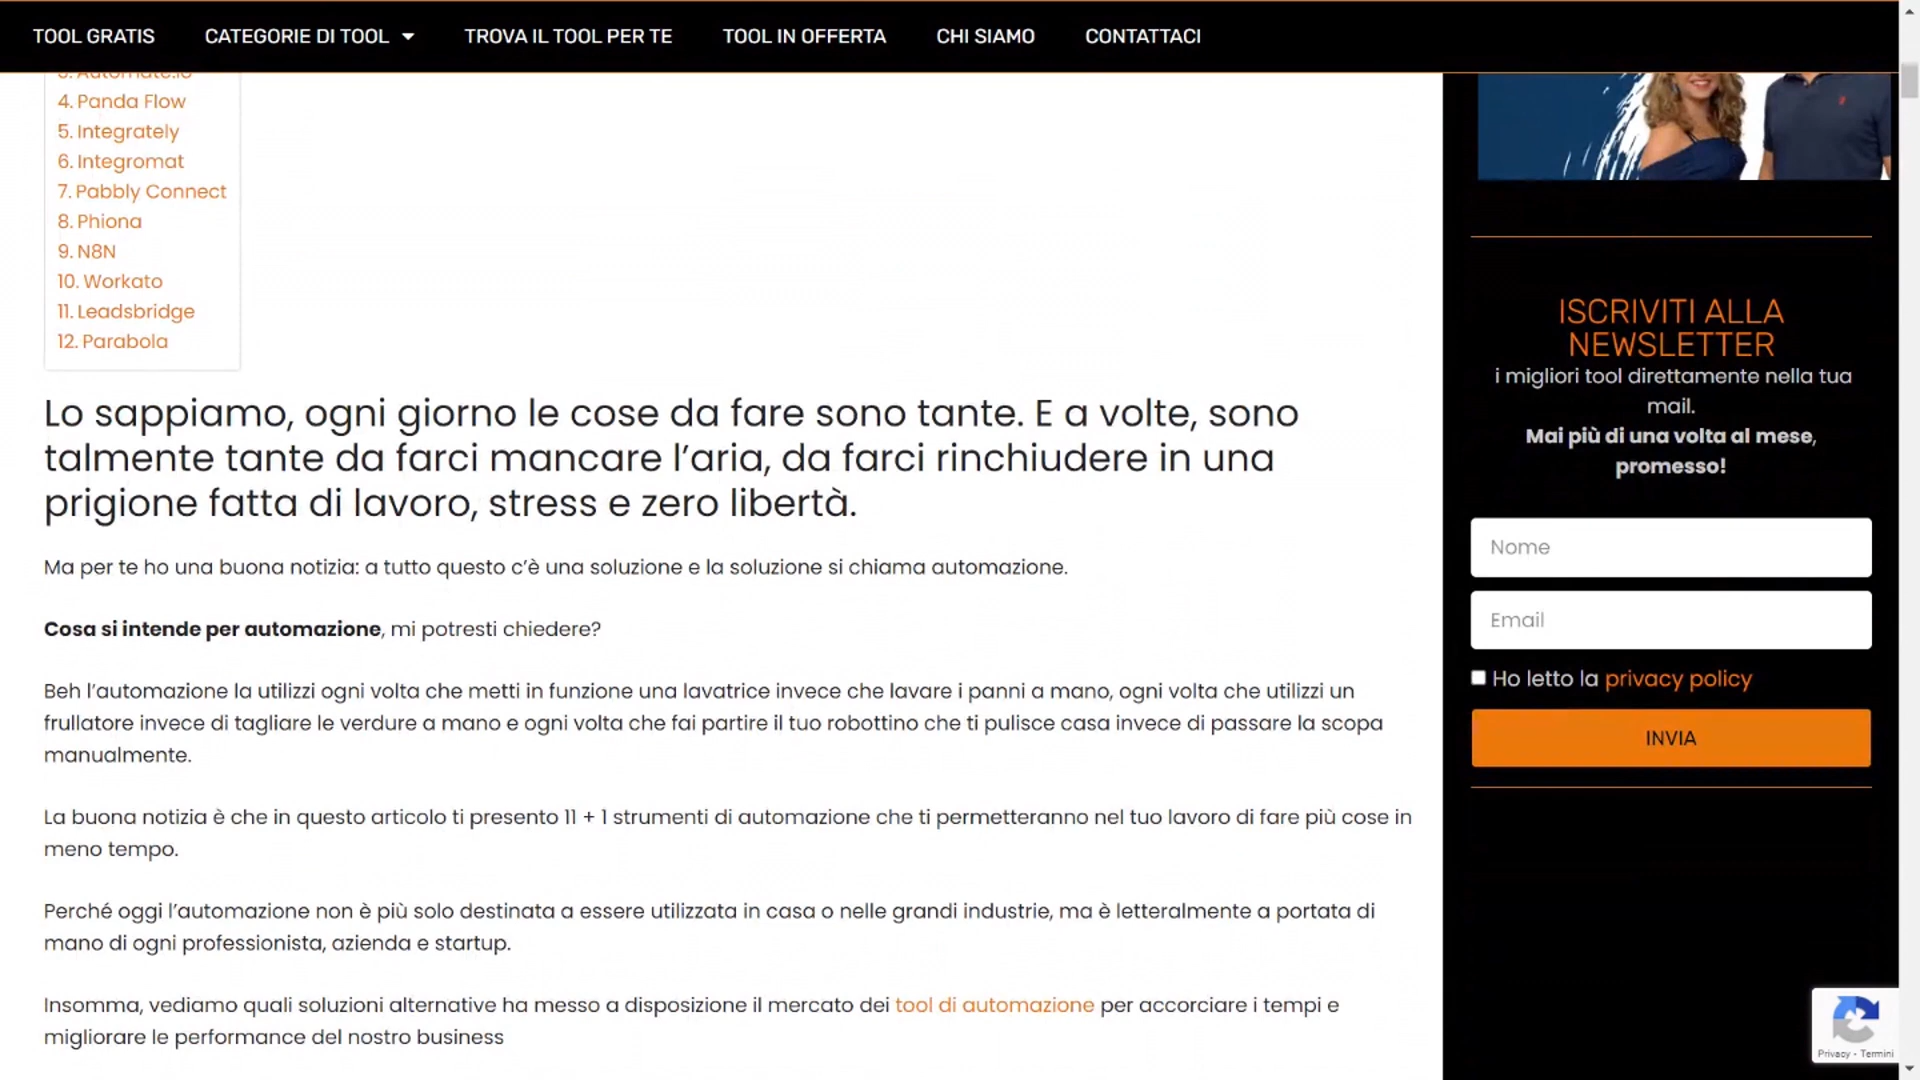 TOOL GRATIS CATEGORIE DI TOOL TROVA IL TOOL PER TE TOOL IN OFFERTA CHI SIAMO CONTATTACI
3. Automate.io
4. Panda Flow
5. Integrately
6. Integromat
7. Pabbly Connect
8. Phiona
9. N8N
10. Workato
11. Leadsbridge
12. Parabola
Lo sappiamo, ogni giorno le cose da fare sono tante. E a volte, sono
talmente tante da farci mancare l’aria, da farci rinchiudere in una
prigione fatta di lavoro, stress e zero libertà.
Ma per te ho una buona notizia: a tutto questo c’è una soluzione e la soluzione si chiama automazione.
Cosa si intende per automazione, mi potresti chiedere?
Beh l’automazione la utilizzi ogni volta che metti in funzione una lavatrice invece che lavare i panni a mano, ogni volta che utilizzi un
frullatore invece di tagliare le verdure a mano e ogni volta che fai partire il tuo robottino che ti pulisce casa invece di passare la scopa
manualmente.
La buona notizia è che in questo articolo ti presento 11 + 1 strumenti di automazione che ti permetteranno nel tuo lavoro di fare più cose in
meno tempo.
Perché oggi l’automazione non è più solo destinata a essere utilizzata in casa o nelle grandi industrie, ma è letteralmente a portata di
mano di ogni professionista, azienda e startup.
Insomma, vediamo quali soluzioni alternative ha messo a disposizione il mercato dei tool di automazione per accorciare i tempi e
migliorare le performance del nostro business
ISCRIVITI ALLA
NEWSLETTER
i migliori tool direttamente nella tua
mail.
Mai più di una volta al mese,
promesso!
Nome
Email
Ho letto la privacy policy
INVIA
Privacy - Termini